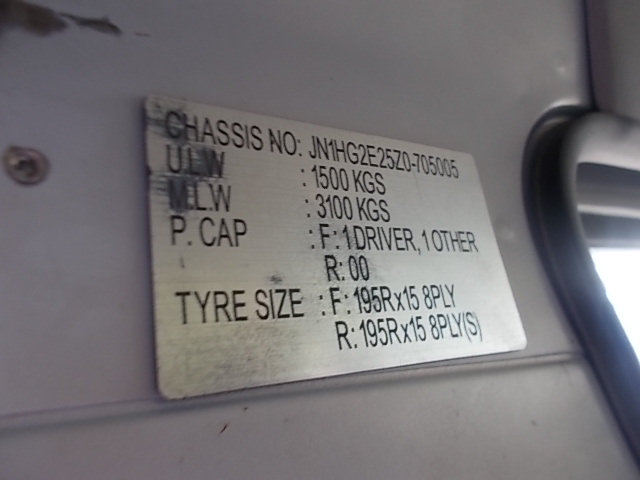 CHASSIS NO: JN1HG2E25Z0-705005
U.L.W : 1500 KGS
M.L.W : 3100 KGS
P. CAP : F: 1 DRIVER, 1 OTHER
R: 00
TYRE SIZE : F: 195Rx15 8PLY
R: 195Rx15 8PLY(S)